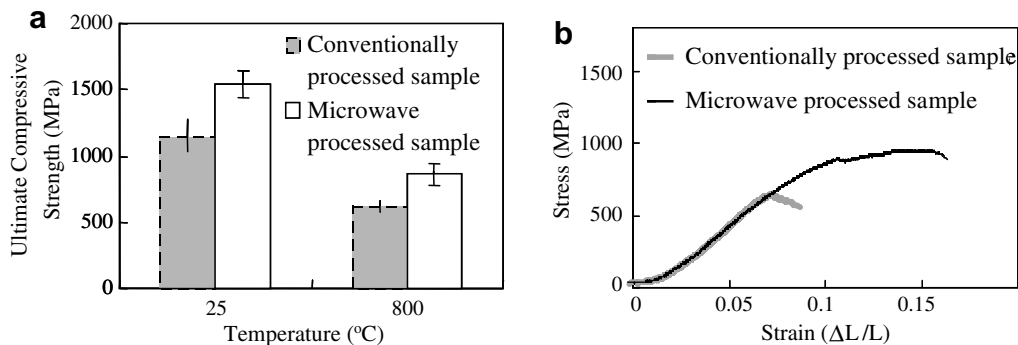 a
Ultimate Compressive
Strength (MPa)
2000
1500
1000
500
0
Conventionally
processed sample
Microwave
processed sample
25
800
Temperature (ºC)
b
Stress (MPa)
1500
1000
500
0
Conventionally processed sample
Microwave processed sample
0
0.05
0.1
0.15
Strain (ΔL/L)